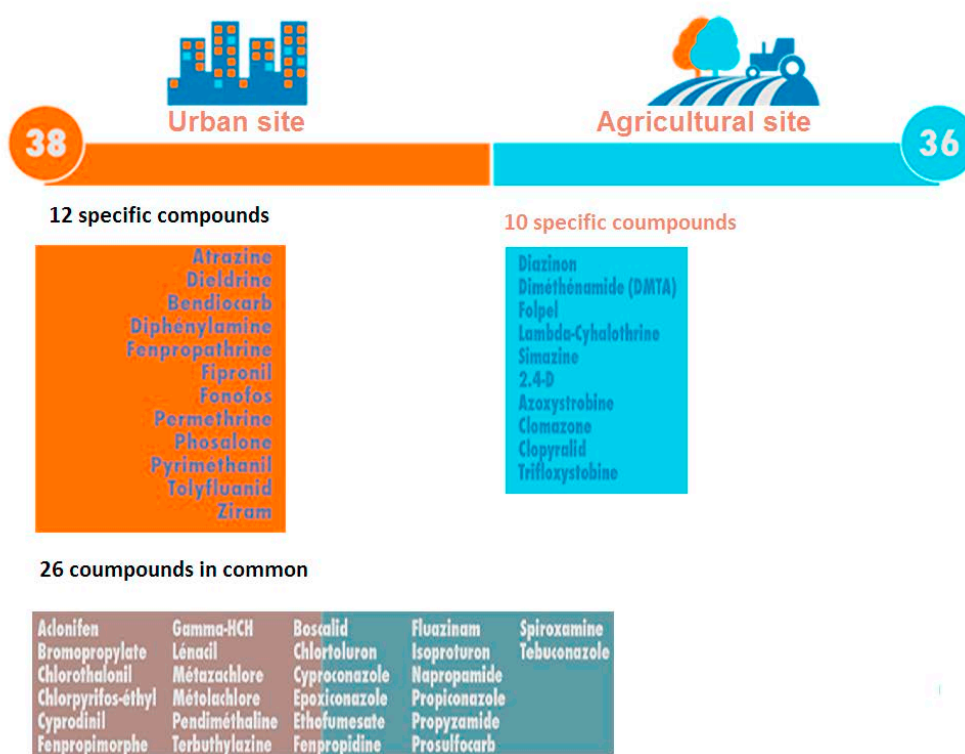 Urban site
Agricultural site
38
36
12 specific compounds
10 specific coumpounds
Atrazine
Dieldrine
Bendiocarb
Diphénylamine
Fenpropathrine
Fipronil
Fonofos
Permethrine
Phosalone
Pyriméthanil
Tolyfluanid
Ziram
Diazinon
Diméthénamide (DMTA)
Folpel
Lambda-Cyhalothrine
Simazine
2.4-D
Azoxystrobine
Clomazone
Clopyralid
Trifloxystobine
26 coumpounds in common
Aclonifen
Bromopropylate
Chlorothalonil
Chlorpyrifos-éthyl
Cyprodinil
Fenpropimorphe
Gamma-HCH
Lénacil
Métazachlore
Métolachlore
Pendiméthaline
Terbuthylazine
Boscalid
Chlortoluron
Cyproconazole
Epoxiconazole
Ethofumesate
Fenpropidine
Fluazinam
Isoproturon
Napropamide
Propiconazole
Propyzamide
Prosulfocarb
Spiroxamine
Tebuconazole